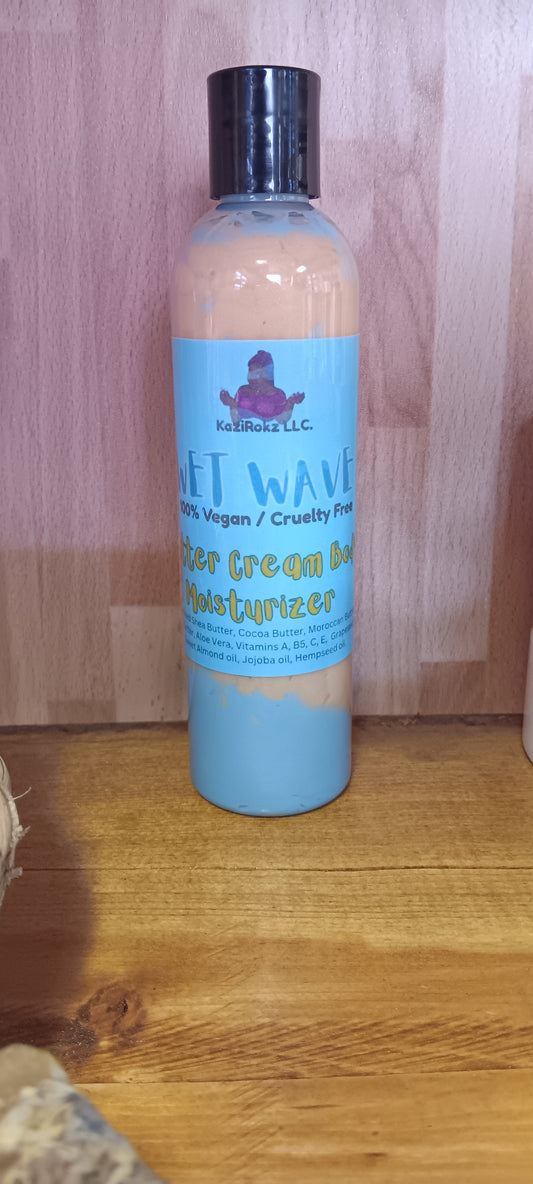 KaziRokz LLC.
WET WAVE
100% Vegan / Cruelty Free
Cream
Moisturizer
Shea Butter, Cocoa Butter, Moroccan
Aloe Vera, Vitamins A, B5, C, E,
Almond oil, Jojoba oil, Hempseed oil,